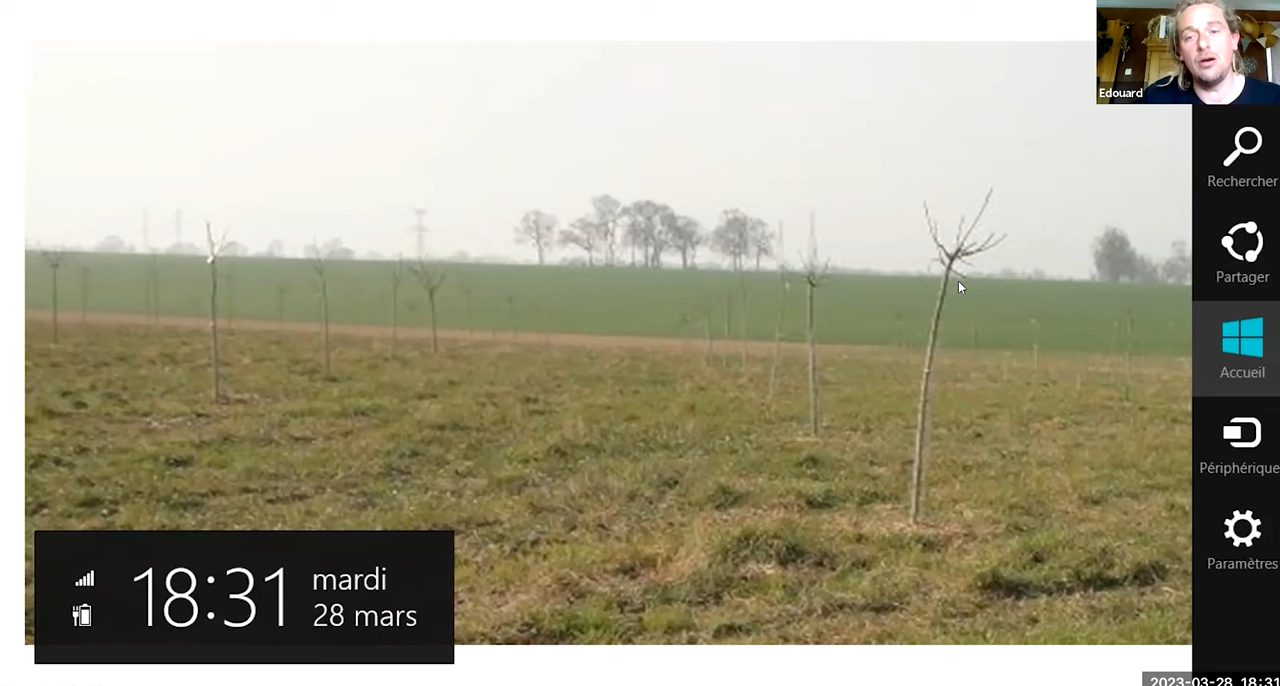 Edouard
Rechercher
Partager
Accueil
Périphérique
Paramètres
18:31
mardi
28 mars
2023-03-28 18:31